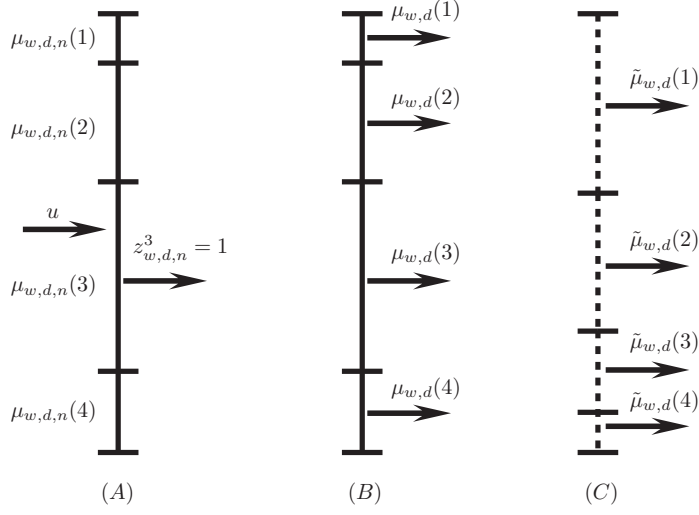 μ_{w,d,n}(1)
μ_{w,d,n}(2)
u
z^3_{w,d,n} = 1
μ_{w,d,n}(3)
μ_{w,d,n}(4)
(A)
μ_{w,d}(1)
μ_{w,d}(2)
μ_{w,d}(3)
μ_{w,d}(4)
(B)
μ̃_{w,d}(1)
μ̃_{w,d}(2)
μ̃_{w,d}(3)
μ̃_{w,d}(4)
(C)